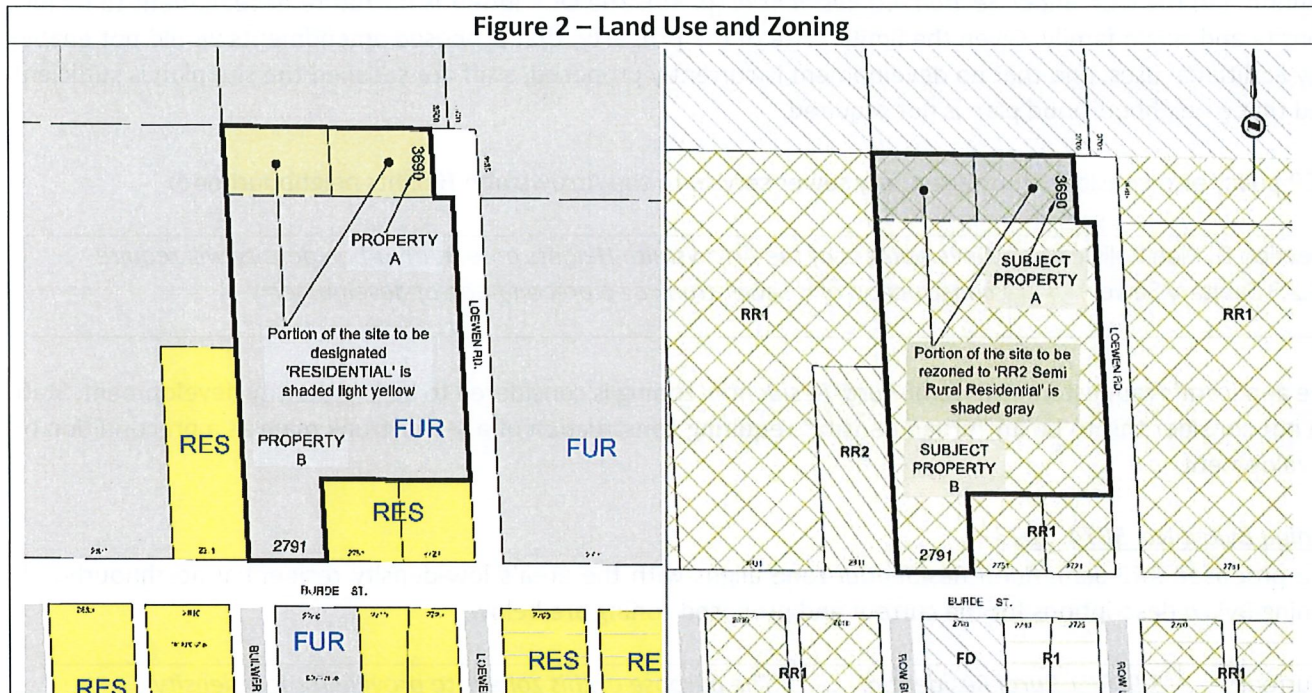 Figure 2 – Land Use and Zoning
3690
PROPERTY
A
LOEWEN RD.
Portion of the site to be
designated
'RESIDENTIAL' is
shaded light yellow
RES
PROPERTY
B
FUR
FUR
RES
2791
BURDE ST.
FUR
RES
RE
RES
BULWER
LOEWE
3690
SUBJECT
PROPERTY
A
RR1
RR1
LOEWEN RD.
Portion of the site to be
rezoned to 'RR2 Semi
Rural Residential' is
shaded gray
RR2
SUBJECT
PROPERTY
B
RR1
2791
2751
2721
BURDE ST.
FD
R1
RR1
RR1
ROW